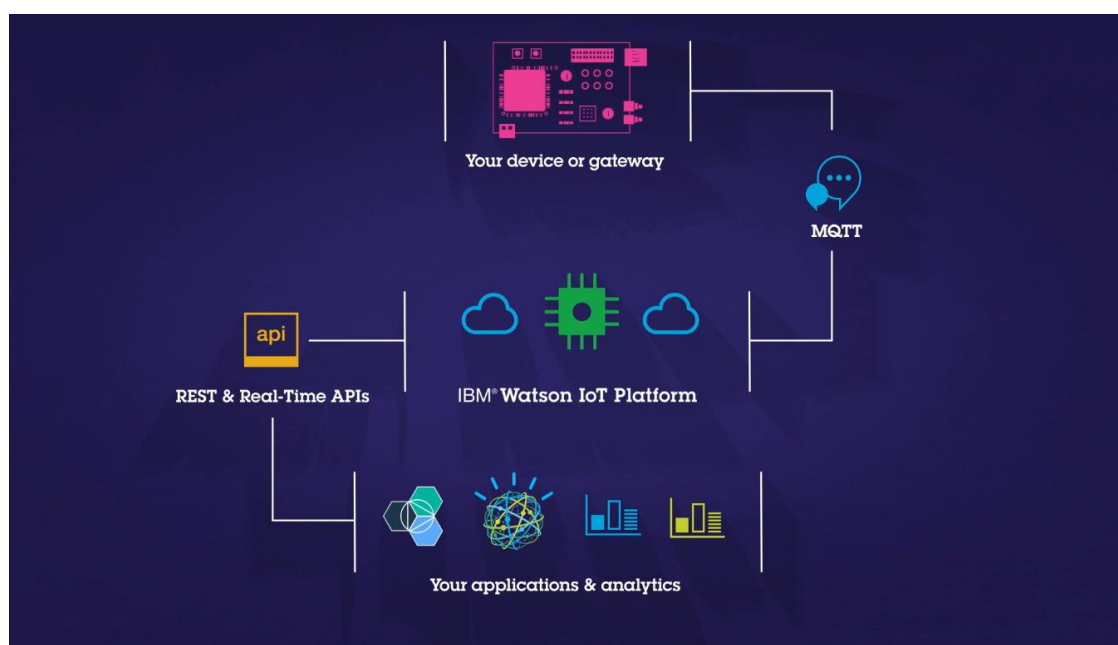 Your device or gateway
MQTT
api
REST & Real-Time APIs
IBM® Watson IoT Platform
Your applications & analytics